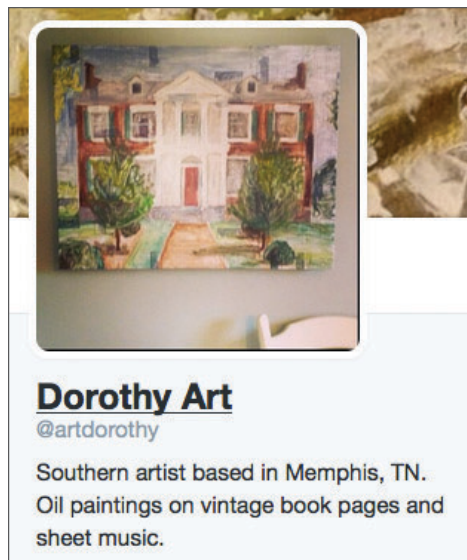 Dorothy Art
@artdorothy
Southern artist based in Memphis, TN.
Oil paintings on vintage book pages and
sheet music.